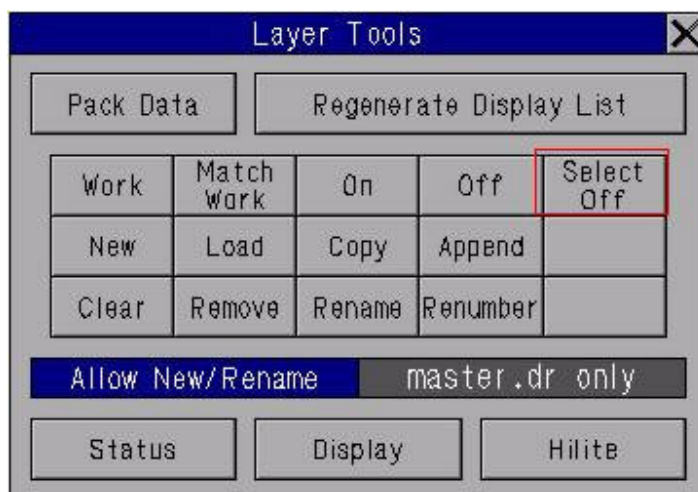 Layer Tools
Pack Data Regenerate Display List
Work Match Work On Off Select Off
New Load Copy Append
Clear Remove Rename Renumber
Allow New/Rename master.dr only
Status Display Hilite